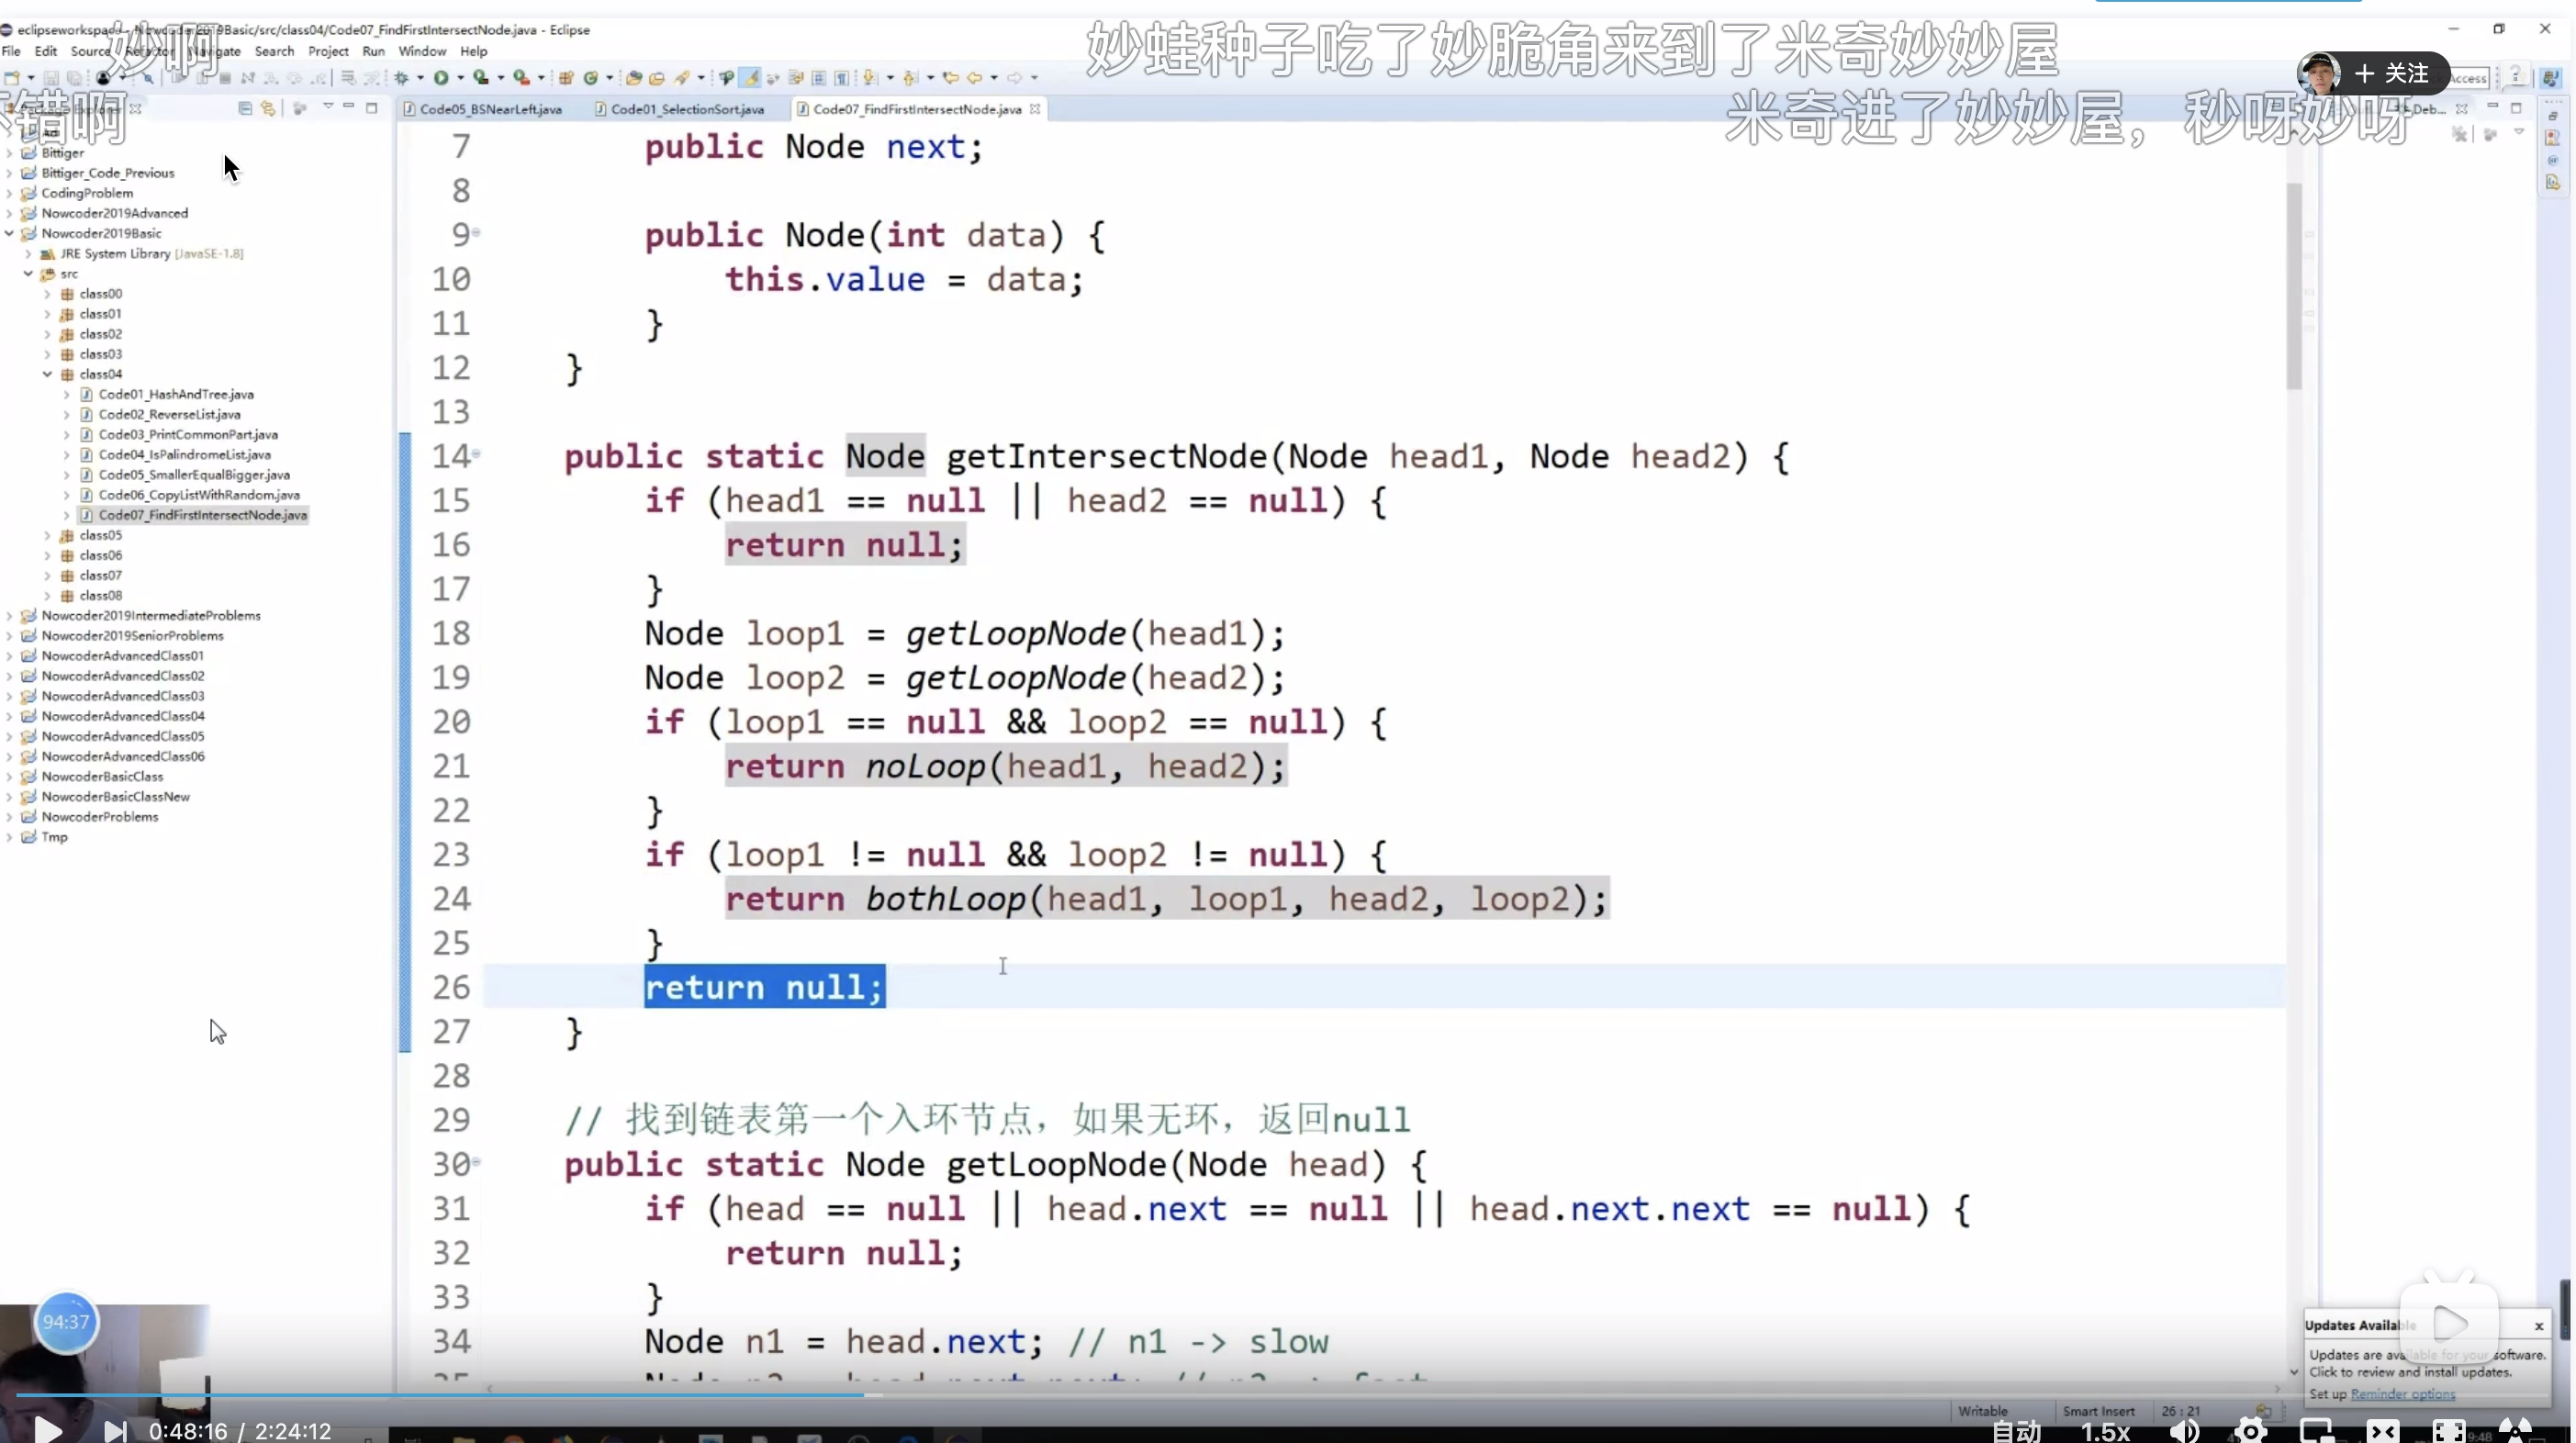 eclipseworkspace - Nowcoder2019Basic/src/class04/Code07_FindFirstIntersectNode.java - Eclipse
妙啊
妙蛙种子吃了妙脆角来到了米奇妙妙屋
File Edit Source Refactor Navigate Search Project Run Window Help
+ 关注
Access
错啊
米奇进了妙妙屋，秒呀妙呀
Code05_BSNearLeft.java
Code01_SelectionSort.java
Code07_FindFirstIntersectNode.java
Deb...
Bittiger
Bittiger_Code_Previous
CodingProblem
Nowcoder2019Advanced
Nowcoder2019Basic
JRE System Library [JavaSE-1.8]
src
class00
class01
class02
class03
class04
Code01_HashAndTree.java
Code02_ReverseList.java
Code03_PrintCommonPart.java
Code04_IsPalindromeList.java
Code05_SmallerEqualBigger.java
Code06_CopyListWithRandom.java
Code07_FindFirstIntersectNode.java
class05
class06
class07
class08
Nowcoder2019IntermediateProblems
Nowcoder2019SeniorProblems
NowcoderAdvancedClass01
NowcoderAdvancedClass02
NowcoderAdvancedClass03
NowcoderAdvancedClass04
NowcoderAdvancedClass05
NowcoderAdvancedClass06
NowcoderBasicClass
NowcoderBasicClassNew
NowcoderProblems
Tmp
7 public Node next;
8
9 public Node(int data) {
10 this.value = data;
11 }
12 }
13
14 public static Node getIntersectNode(Node head1, Node head2) {
15 if (head1 == null || head2 == null) {
16 return null;
17 }
18 Node loop1 = getLoopNode(head1);
19 Node loop2 = getLoopNode(head2);
20 if (loop1 == null && loop2 == null) {
21 return noLoop(head1, head2);
22 }
23 if (loop1 != null && loop2 != null) {
24 return bothLoop(head1, loop1, head2, loop2);
25 }
26 return null;
27 }
28
29 // 找到链表第一个入环节点，如果无环，返回null
30 public static Node getLoopNode(Node head) {
31 if (head == null || head.next == null || head.next.next == null) {
32 return null;
33 }
34 Node n1 = head.next; // n1 -> slow
94:37
Updates Available
Updates are available for your software.
Click to review and install updates.
Set up Reminder options
Writable
Smart Insert
26 : 21
0:48:16 / 2:24:12
自动
1.5x
9:48